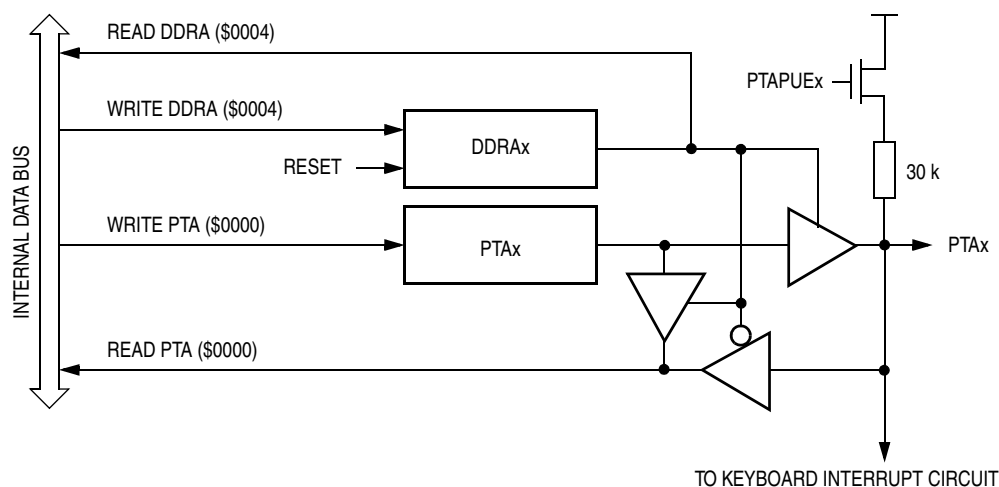 READ DDRA ($0004)
PTAPUEx
WRITE DDRA ($0004)
DDRAx
RESET
30 k
INTERNAL DATA BUS
WRITE PTA ($0000)
PTAx
PTAx
READ PTA ($0000)
TO KEYBOARD INTERRUPT CIRCUIT